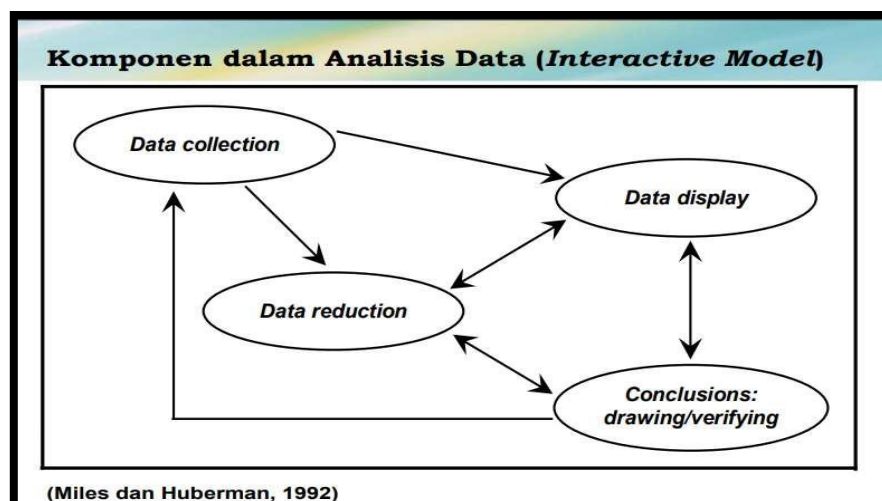 Komponen dalam Analisis Data (Interactive Model)
Data collection
Data display
Data reduction
Conclusions:
drawing/verifying
(Miles dan Huberman, 1992)